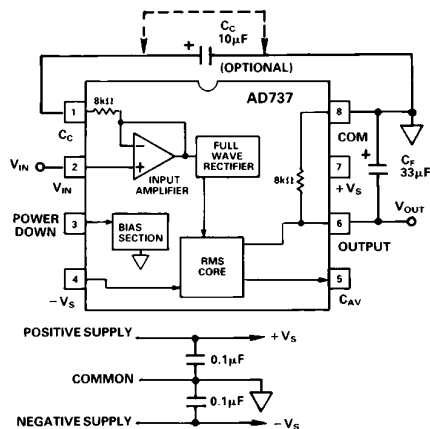 C_C
10µF
+
(OPTIONAL)
AD737
1
8kΩ
C_C
8
COM
V_IN
2
V_IN
−
+
INPUT
AMPLIFIER
FULL
WAVE
RECTIFIER
8kΩ
7
+V_S
+
C_F
33µF
POWER
DOWN
3
BIAS
SECTION
RMS
CORE
6
OUTPUT
V_OUT
4
−V_S
5
C_AV
POSITIVE SUPPLY
+V_S
0.1µF
COMMON
0.1µF
NEGATIVE SUPPLY
−V_S